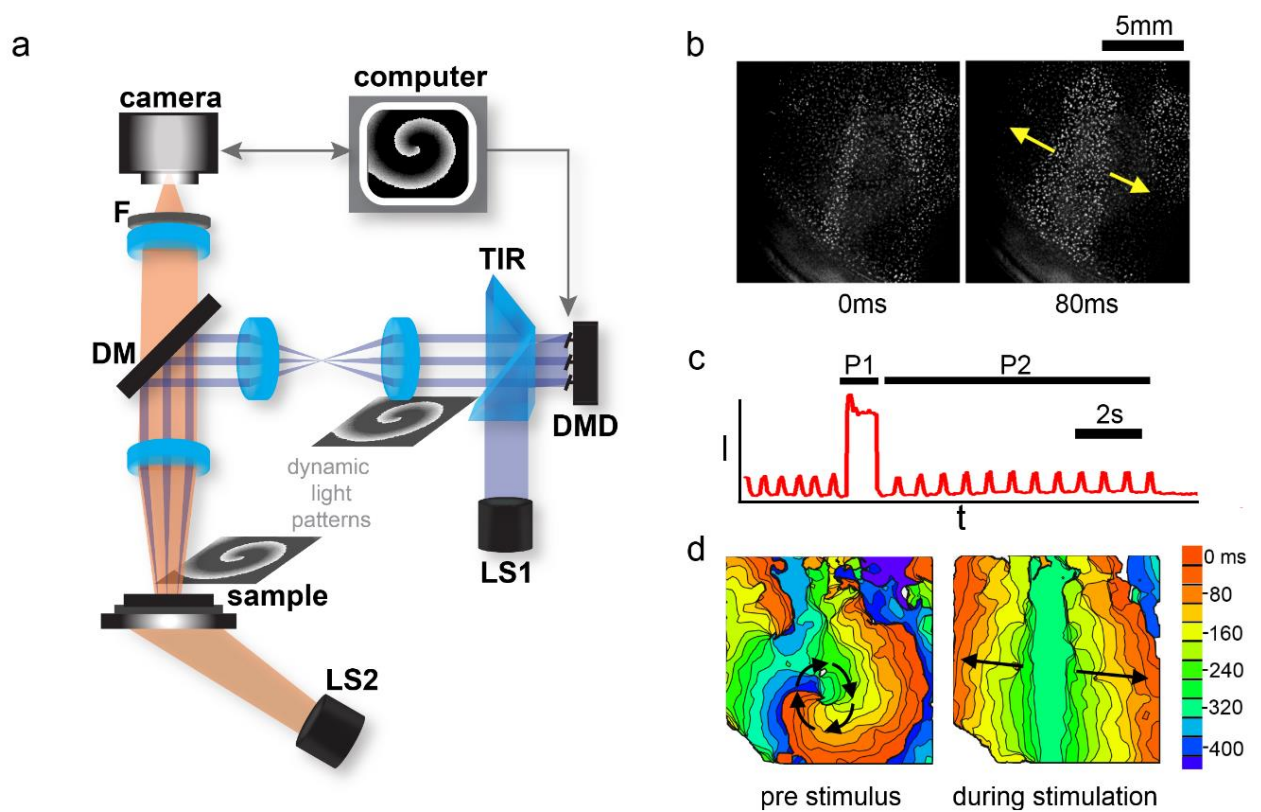 a
camera
computer
F
DM
TIR
DMD
dynamic
light
patterns
LS1
sample
LS2
b
5mm
0ms
80ms
c
P1
P2
2s
I
t
d
0 ms
80
160
240
320
400
pre stimulus
during stimulation